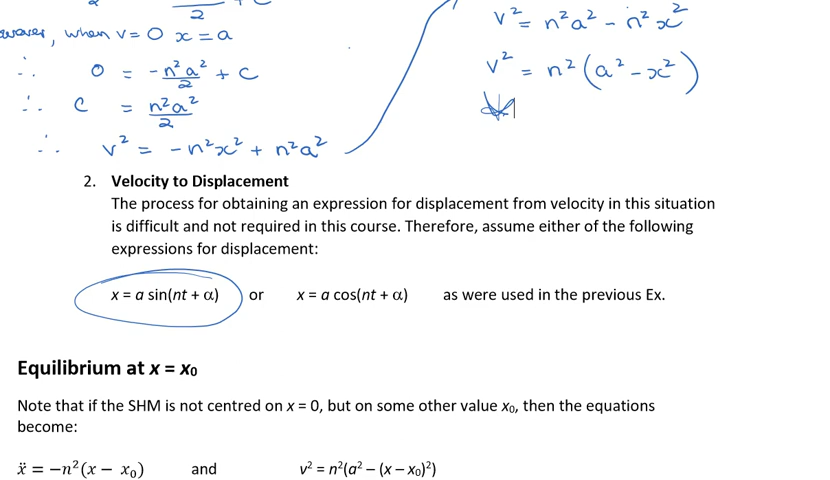 2
2 + C
however, when v = 0 x = a
∴ 0 = -n²a²/2 + C
∴ C = n²a²/2
∴ v² = -n²x² + n²a²
v² = n²a² - n²x²
v² = n²(a² - x²)
2. Velocity to Displacement
The process for obtaining an expression for displacement from velocity in this situation
is difficult and not required in this course. Therefore, assume either of the following
expressions for displacement:
x = a sin(nt + α) or x = a cos(nt + α) as were used in the previous Ex.
Equilibrium at x = x₀
Note that if the SHM is not centred on x = 0, but on some other value x₀, then the equations
become:
ẍ = −n²(x − x₀) and v² = n²(a² – (x – x₀)²)